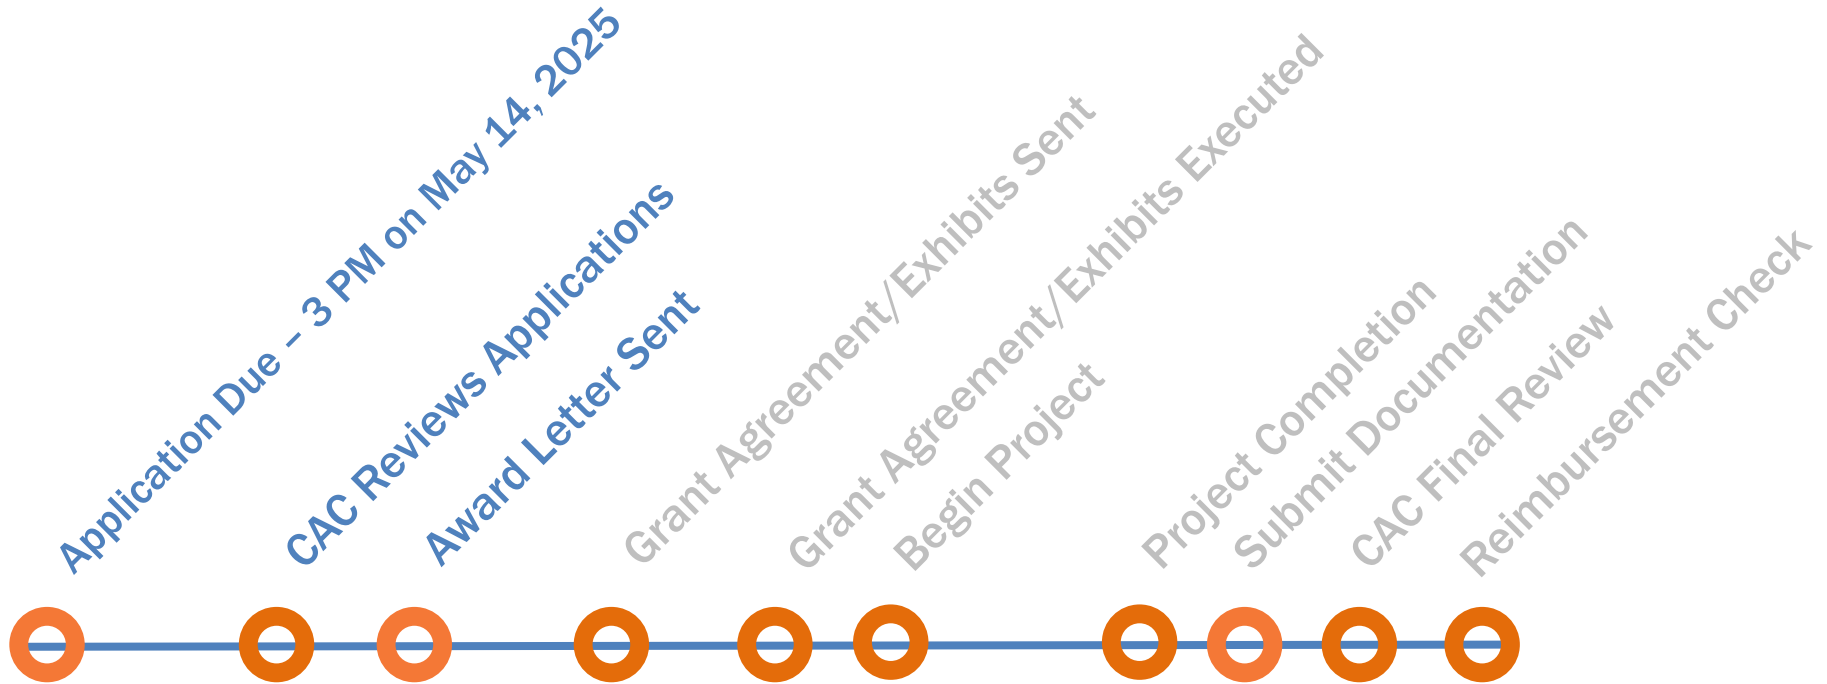 Application Due – 3 PM on May 14, 2025
CAC Reviews Applications
Award Letter Sent
Grant Agreement/Exhibits Sent
Grant Agreement/Exhibits Executed
Begin Project
Project Completion
Submit Documentation
CAC Final Review
Reimbursement Check